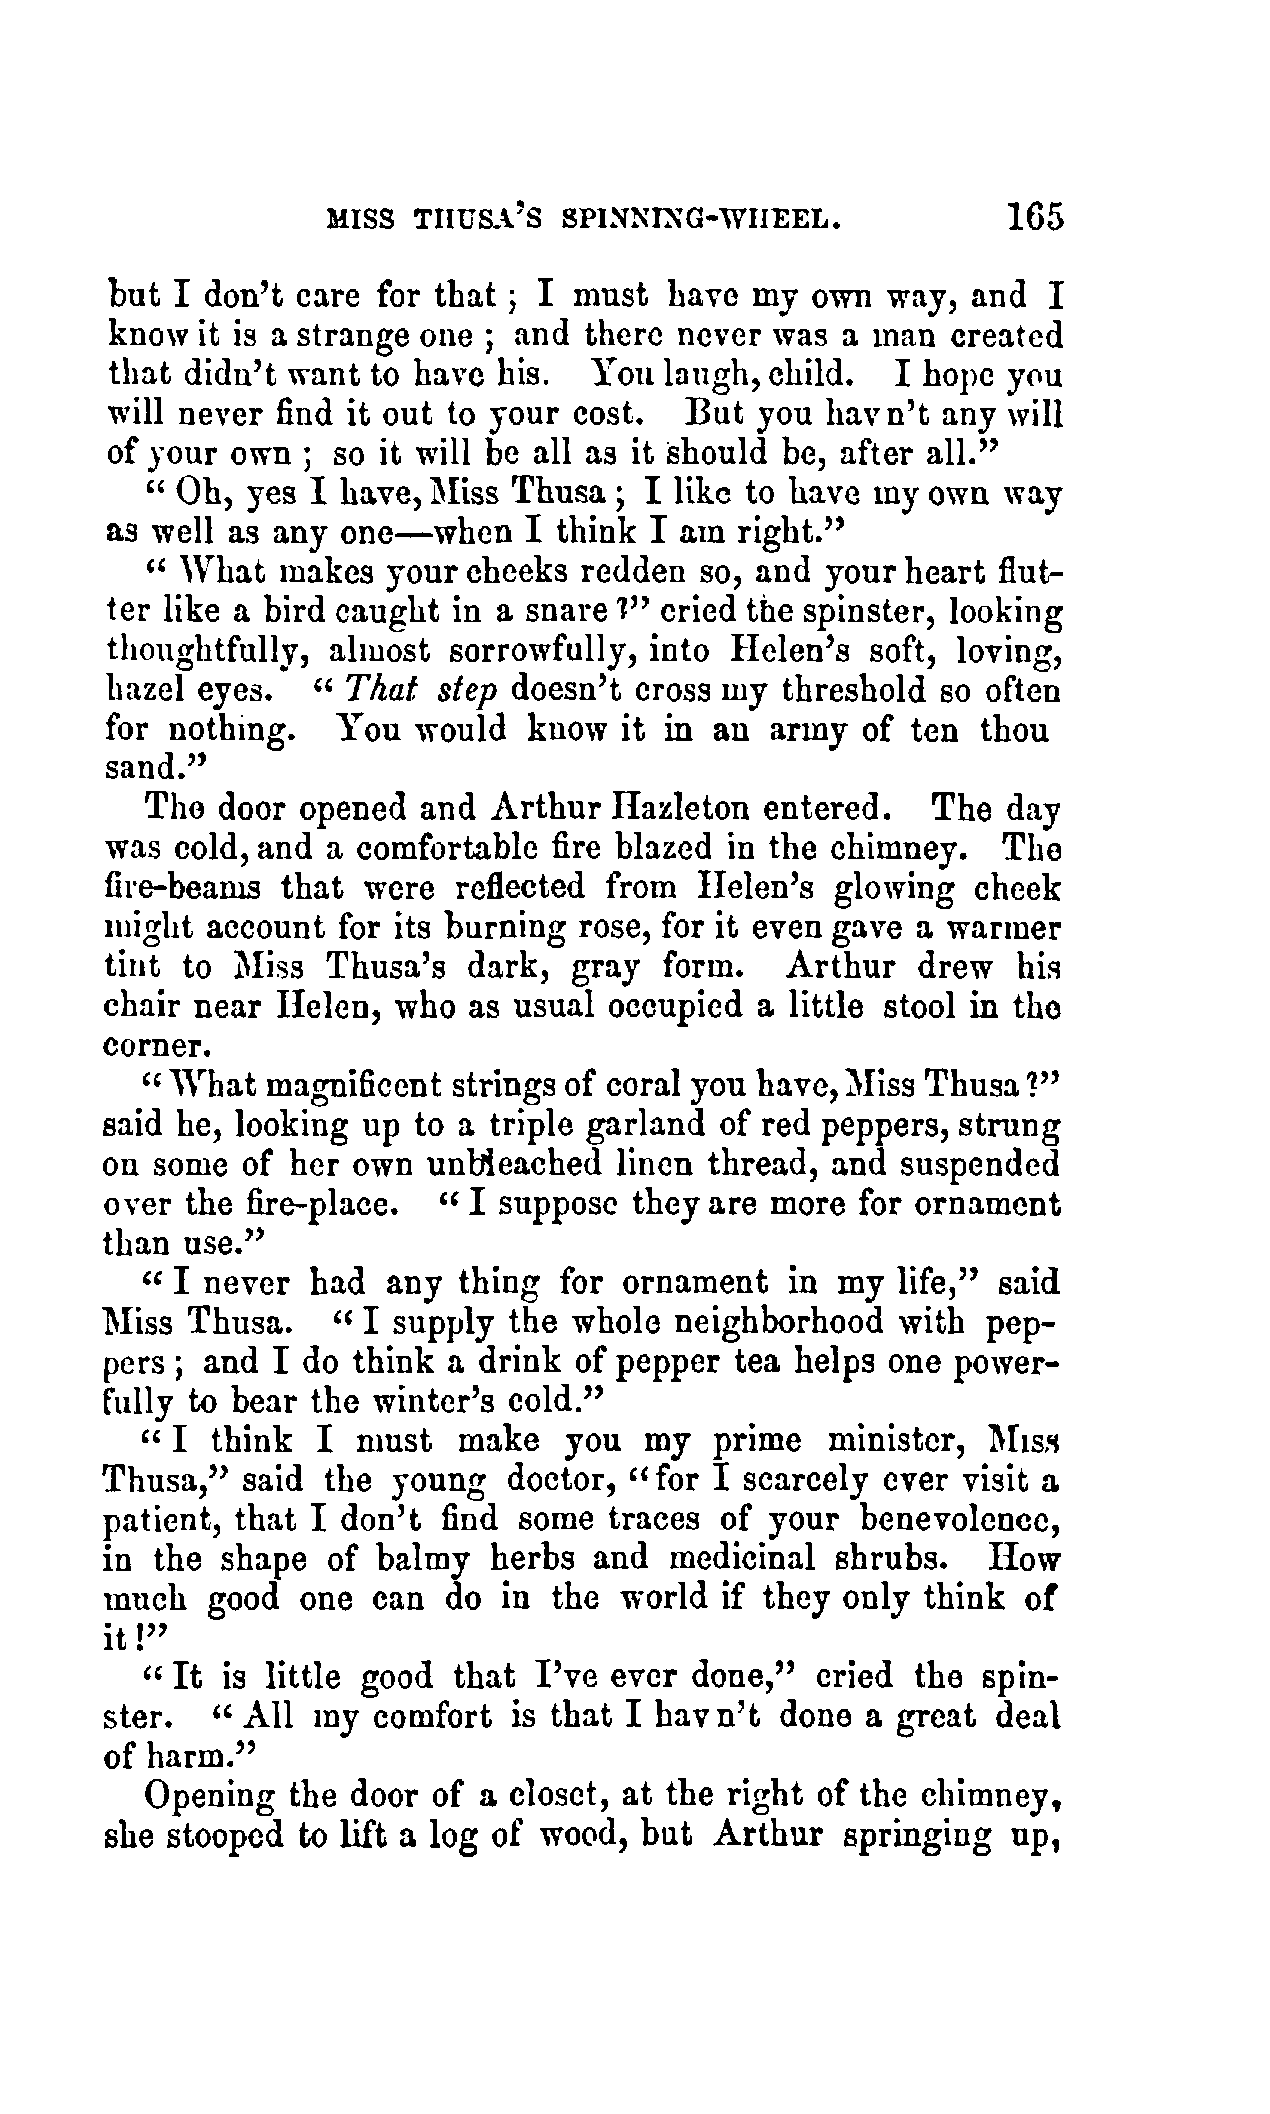 MISS THUSA'S SPINNING-WHEEL. 165
but I don't care for that ; I must have my own way, and I
know it is a strange one ; and there never was a man created
that didn't want to have his. You laugh, child. I hope you
will never find it out to your cost. But you havn't any will
of your own ; so it will be all as it should be, after all."
" Oh, yes I have, Miss Thusa ; I like to have my own way
as well as any one—when I think I am right."
" What makes your cheeks redden so, and your heart flut-
ter like a bird caught in a snare ?" cried the spinster, looking
thoughtfully, almost sorrowfully, into Helen's soft, loving,
hazel eyes. " That step doesn't cross my threshold so often
for nothing. You would know it in an army of ten thou
sand."
The door opened and Arthur Hazleton entered. The day
was cold, and a comfortable fire blazed in the chimney. The
fire-beams that were reflected from Helen's glowing cheek
might account for its burning rose, for it even gave a warmer
tint to Miss Thusa's dark, gray form. Arthur drew his
chair near Helen, who as usual occupied a little stool in the
corner.
" What magnificent strings of coral you have, Miss Thusa ?"
said he, looking up to a triple garland of red peppers, strung
on some of her own unbleached linen thread, and suspended
over the fire-place. " I suppose they are more for ornament
than use."
" I never had any thing for ornament in my life," said
Miss Thusa. " I supply the whole neighborhood with pep-
pers ; and I do think a drink of pepper tea helps one power-
fully to bear the winter's cold."
" I think I must make you my prime minister, Miss
Thusa," said the young doctor, " for I scarcely ever visit a
patient, that I don't find some traces of your benevolence,
in the shape of balmy herbs and medicinal shrubs. How
much good one can do in the world if they only think of
it !"
" It is little good that I've ever done," cried the spin-
ster. " All my comfort is that I havn't done a great deal
of harm."
Opening the door of a closet, at the right of the chimney,
she stooped to lift a log of wood, but Arthur springing up,